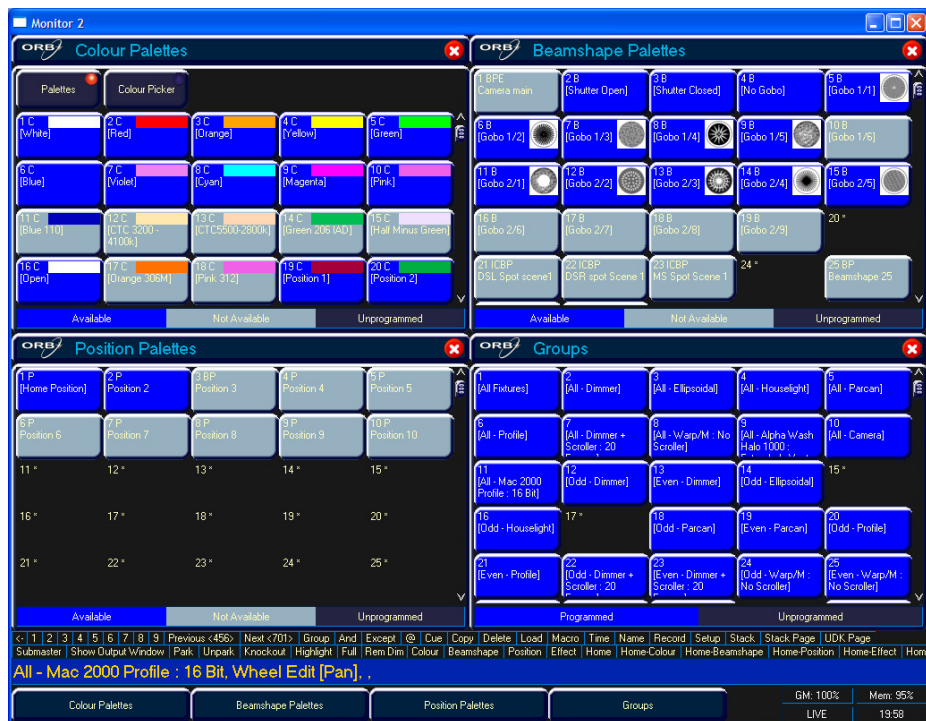 Monitor 2
ORB Colour Palettes
Palettes Colour Picker
1 C [White] 2 C [Red] 3 C [Orange] 4 C [Yellow] 5 C [Green]
6 C [Blue] 7 C [Violet] 8 C [Cyan] 9 C [Magenta] 10 C [Pink]
11 C [Blue 110] 12 C [CTC 3200 - 4100k] 13 C [CTC5500-2800k] 14 C [Green 206 (AD] 15 C [Half Minus Green]
16 C [Open] 17 C [Orange 306M] 18 C [Pink 312] 19 C [Position 1] 20 C [Position 2]
Available Not Available Unprogrammed
ORB Beamshape Palettes
1 BPE Camera main 2 B [Shutter Open] 3 B [Shutter Closed] 4 B [No Gobo] 5 B [Gobo 1/1]
6 B [Gobo 1/2] 7 B [Gobo 1/3] 8 B [Gobo 1/4] 9 B [Gobo 1/5] 10 B [Gobo 1/6]
11 B [Gobo 2/1] 12 B [Gobo 2/2] 13 B [Gobo 2/3] 14 B [Gobo 2/4] 15 B [Gobo 2/5]
16 B [Gobo 2/6] 17 B [Gobo 2/7] 18 B [Gobo 2/8] 19 B [Gobo 2/9] 20 *
21 ICBP DSL Spot scene1 22 ICBP DSR spot Scene 1 23 ICBP MS Spot Scene 1 24 * 25 BP Beamshape 25
Available Not Available Unprogrammed
ORB Position Palettes
1 P [Home Position] 2 P Position 2 3 BP Position 3 4 P Position 4 5 P Position 5
6 P Position 6 7 P Position 7 8 P Position 8 9 P Position 9 10 P Position 10
11 * 12 * 13 * 14 * 15 *
16 * 17 * 18 * 19 * 20 *
21 * 22 * 23 * 24 * 25 *
Available Not Available Unprogrammed
ORB Groups
1 [All Fixtures] 2 [All - Dimmer] 3 [All - Ellipsoidal] 4 [All - Houselight] 5 [All - Parcan]
6 [All - Profile] 7 [All - Dimmer + Scroller : 20 8 [All - Warp/M : No Scroller] 9 [All - Alpha Wash Halo 1000 : 10 [All - Camera]
11 [All - Mac 2000 Profile : 16 Bit] 12 [Odd - Dimmer] 13 [Even - Dimmer] 14 [Odd - Ellipsoidal] 15 *
16 [Odd - Houselight] 17 * 18 [Odd - Parcan] 19 [Even - Parcan] 20 [Odd - Profile]
21 [Even - Profile] 22 [Odd - Dimmer + Scroller : 20 23 [Even - Dimmer + Scroller : 20 24 [Odd - Warp/M : No Scroller] 25 [Even - Warp/M : No Scroller]
Programmed Unprogrammed
<- 1 2 3 4 5 6 7 8 9 Previous <456> Next <701> Group And Except @ Cue Copy Delete Load Macro Time Name Record Setup Stack Stack Page UDK Page
Submaster Show Output Window Park Unpark Knockout Highlight Full Rem Dim Colour Beamshape Position Effect Home Home-Colour Home-Beamshape Home-Position Home-Effect Hom
All - Mac 2000 Profile : 16 Bit, Wheel Edit [Pan], ,
Colour Palettes Beamshape Palettes Position Palettes Groups GM: 100% Mem: 95%
LIVE 19:58